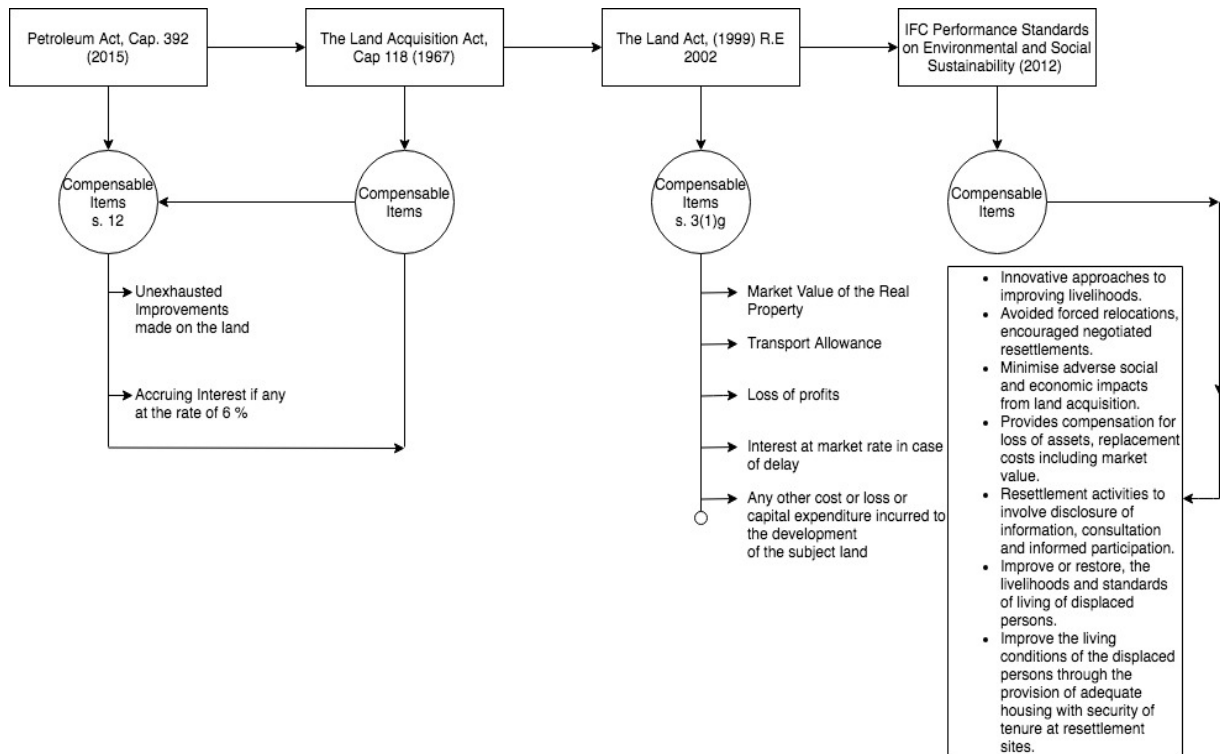 Petroleum Act, Cap. 392
(2015)
The Land Acquisition Act,
Cap 118 (1967)
The Land Act, (1999) R.E
2002
IFC Performance Standards
on Environmental and Social
Sustainability (2012)
Compensable
Items
s. 12
Compensable
Items
Compensable
Items
s. 3(1)g
Compensable
Items
Unexhausted
Improvements
made on the land
Accruing Interest if any
at the rate of 6 %
Market Value of the Real
Property
Transport Allowance
Loss of profits
Interest at market rate in case
of delay
Any other cost or loss or
capital expenditure incurred to
the development
of the subject land
• Innovative approaches to
improving livelihoods.
• Avoided forced relocations,
encouraged negotiated
resettlements.
• Minimise adverse social
and economic impacts
from land acquisition.
• Provides compensation for
loss of assets, replacement
costs including market
value.
• Resettlement activities to
involve disclosure of
information, consultation
and informed participation.
• Improve or restore, the
livelihoods and standards
of living of displaced
persons.
• Improve the living
conditions of the displaced
persons through the
provision of adequate
housing with security of
tenure at resettlement
sites.